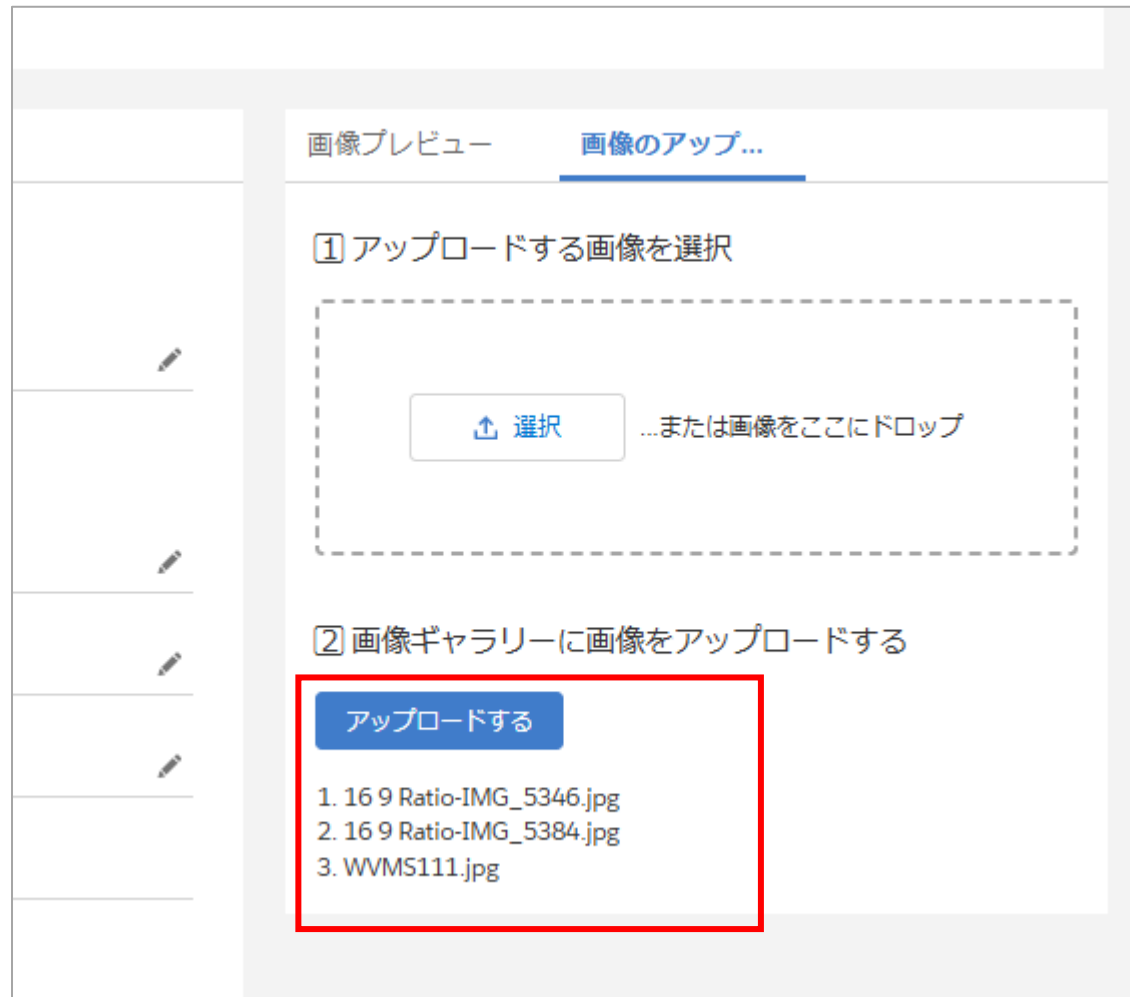 画像プレビュー
画像のアップ...
1 アップロードする画像を選択
選択
...または画像をここにドロップ
2 画像ギャラリーに画像をアップロードする
アップロードする
1. 16 9 Ratio-IMG_5346.jpg
2. 16 9 Ratio-IMG_5384.jpg
3. WVMS111.jpg